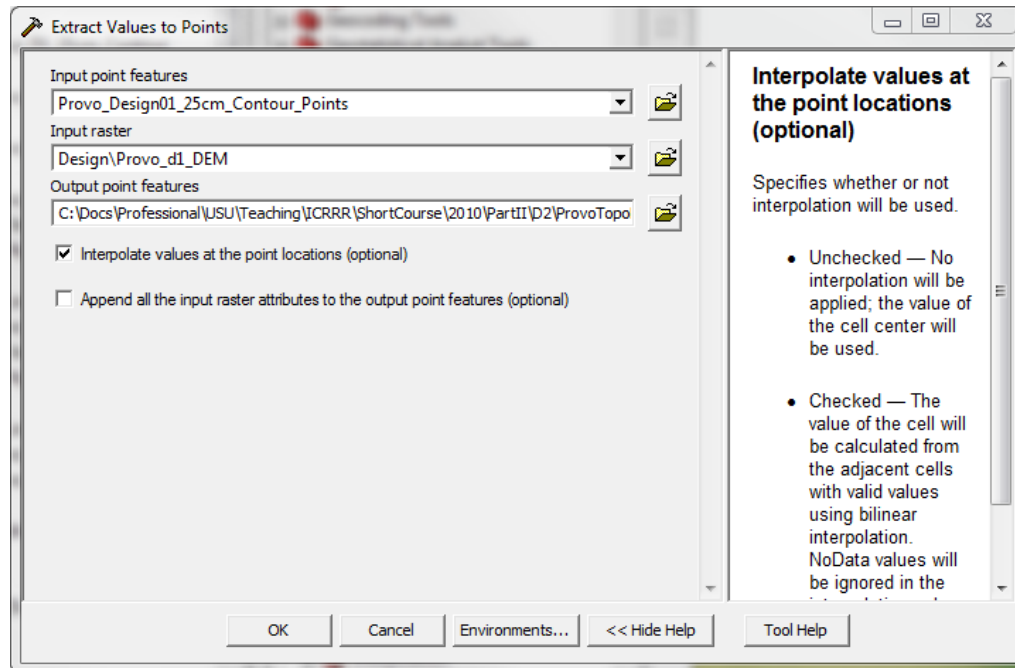 Extract Values to Points
Input point features
Provo_Design01_25cm_Contour_Points
Input raster
Design\Provo_d1_DEM
Output point features
C:\Docs\Professional\USU\Teaching\ICRRR\ShortCourse\2010\PartII\D2\ProvoTopo
Interpolate values at the point locations (optional)
Append all the input raster attributes to the output point features (optional)
Interpolate values at
the point locations
(optional)
Specifies whether or not
interpolation will be used.
• Unchecked — No
interpolation will be
applied; the value of
the cell center will
be used.
• Checked — The
value of the cell will
be calculated from
the adjacent cells
with valid values
using bilinear
interpolation.
NoData values will
be ignored in the
OK
Cancel
Environments...
<< Hide Help
Tool Help